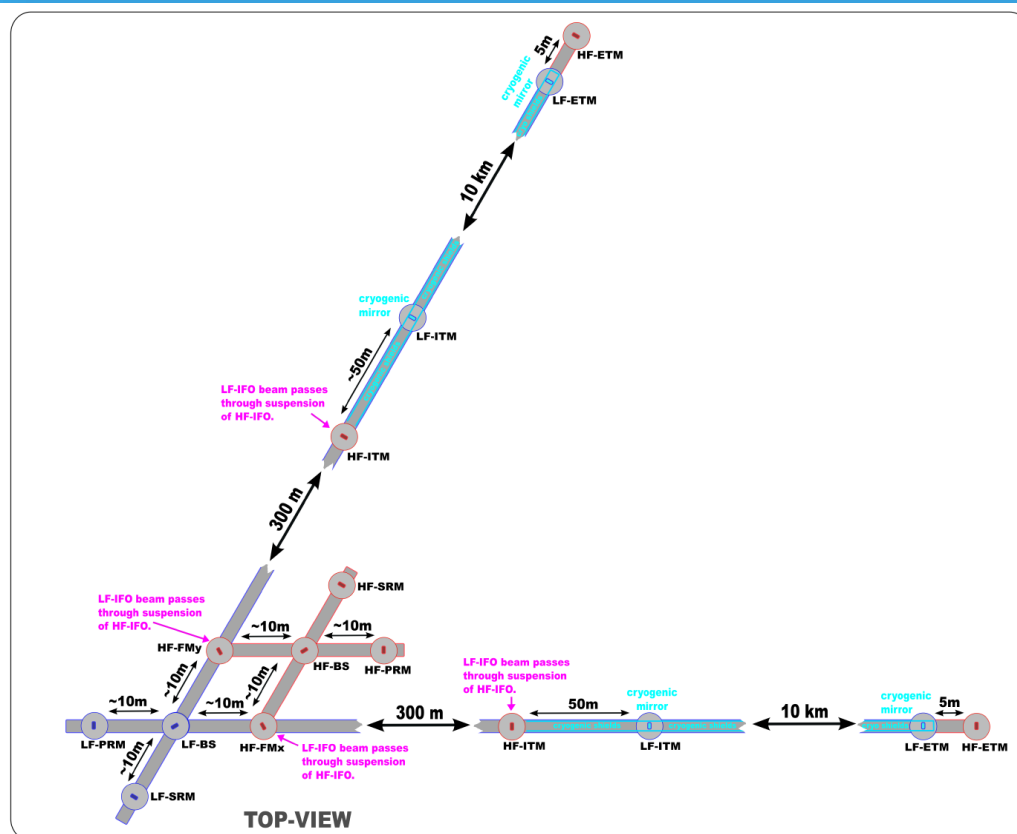 5m
HF-ETM
cryogenic
mirror
LF-ETM
10 km
cryogenic
mirror
LF-ITM
~50m
LF-IFO beam passes
through suspension
of HF-IFO.
HF-ITM
300 m
HF-SRM
LF-IFO beam passes
through suspension
of HF-IFO.
~10m
~10m
HF-FMy
HF-BS
HF-PRM
~10m
~10m
~10m
~10m
LF-PRM
LF-BS
HF-FMx
~10m
LF-IFO beam passes
through suspension
of HF-IFO.
LF-SRM
300 m
LF-IFO beam passes
through suspension
of HF-IFO.
50m
cryogenic
mirror
HF-ITM
LF-ITM
10 km
cryogenic
mirror
5m
LF-ETM
HF-ETM
TOP-VIEW